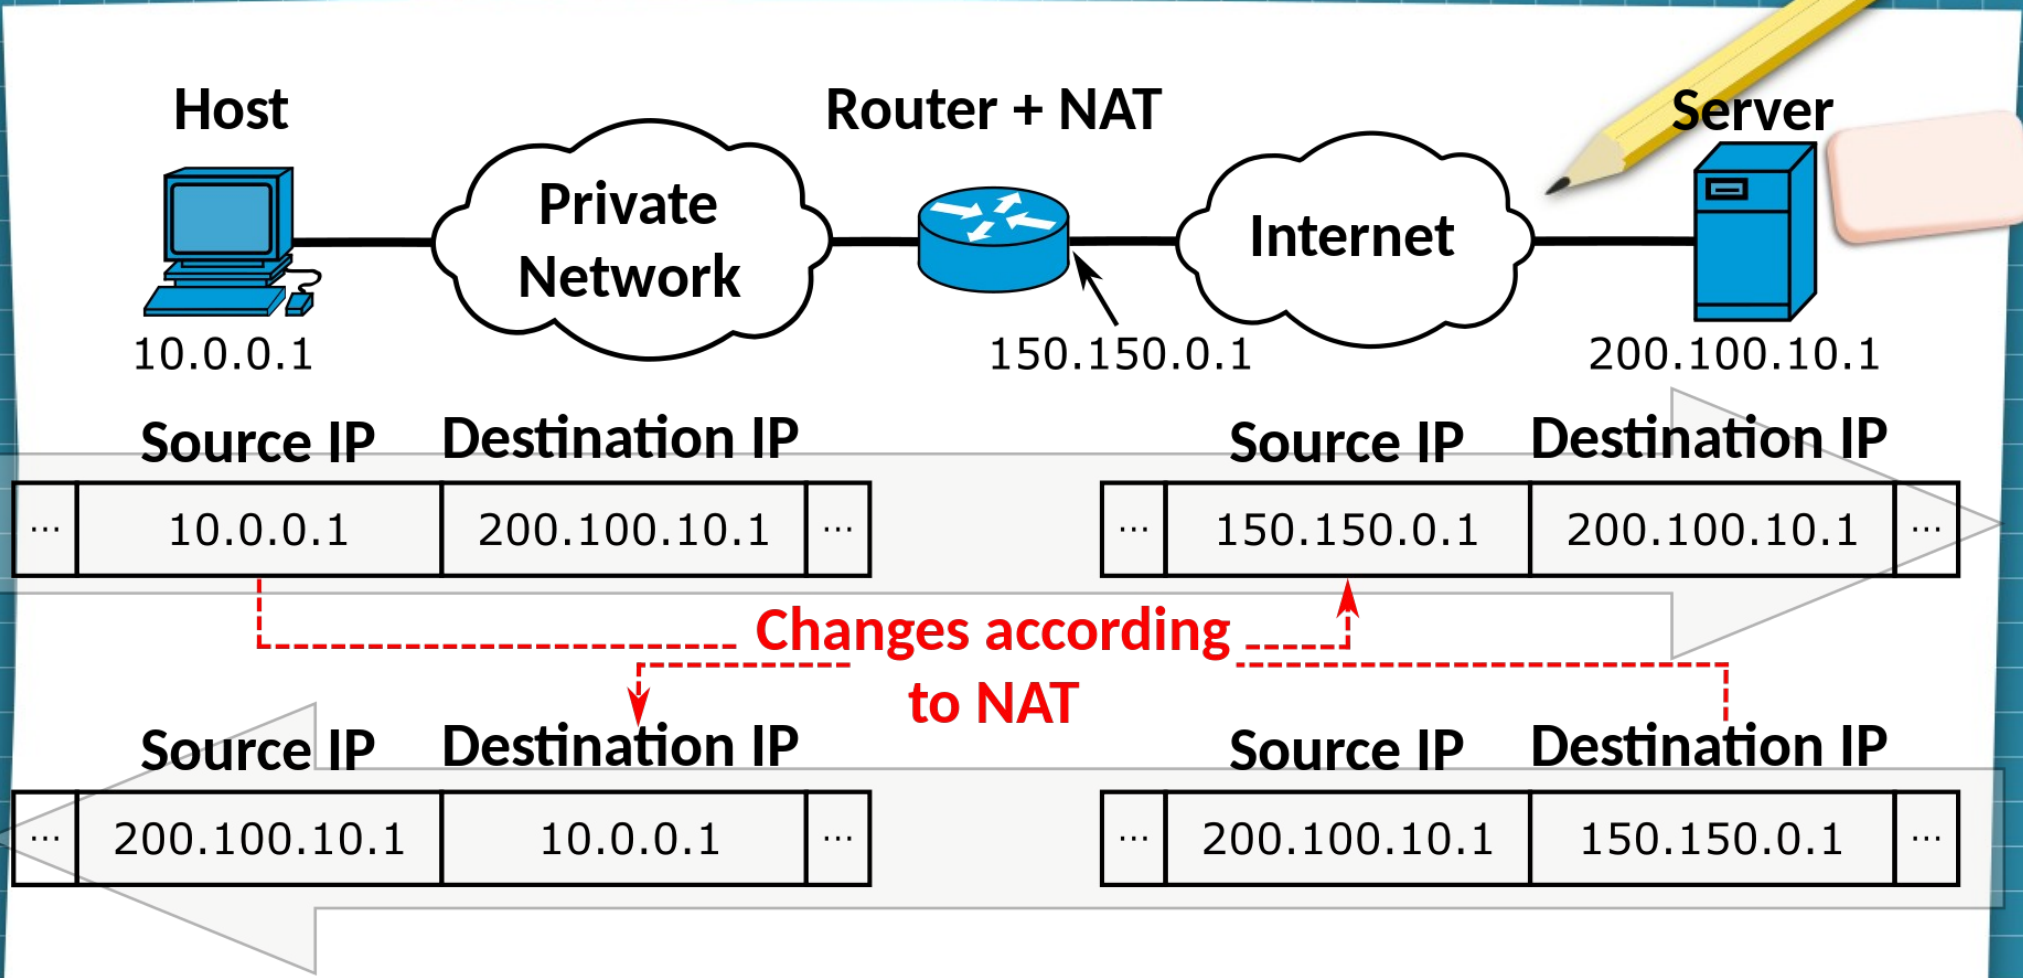 Host
Router + NAT
Server
Private
Network
Internet
10.0.0.1
150.150.0.1
200.100.10.1
Source IP Destination IP
Source IP Destination IP
... 10.0.0.1 200.100.10.1 ...
... 150.150.0.1 200.100.10.1 ...
Changes according
to NAT
Source IP Destination IP
Source IP Destination IP
... 200.100.10.1 10.0.0.1 ...
... 200.100.10.1 150.150.0.1 ...